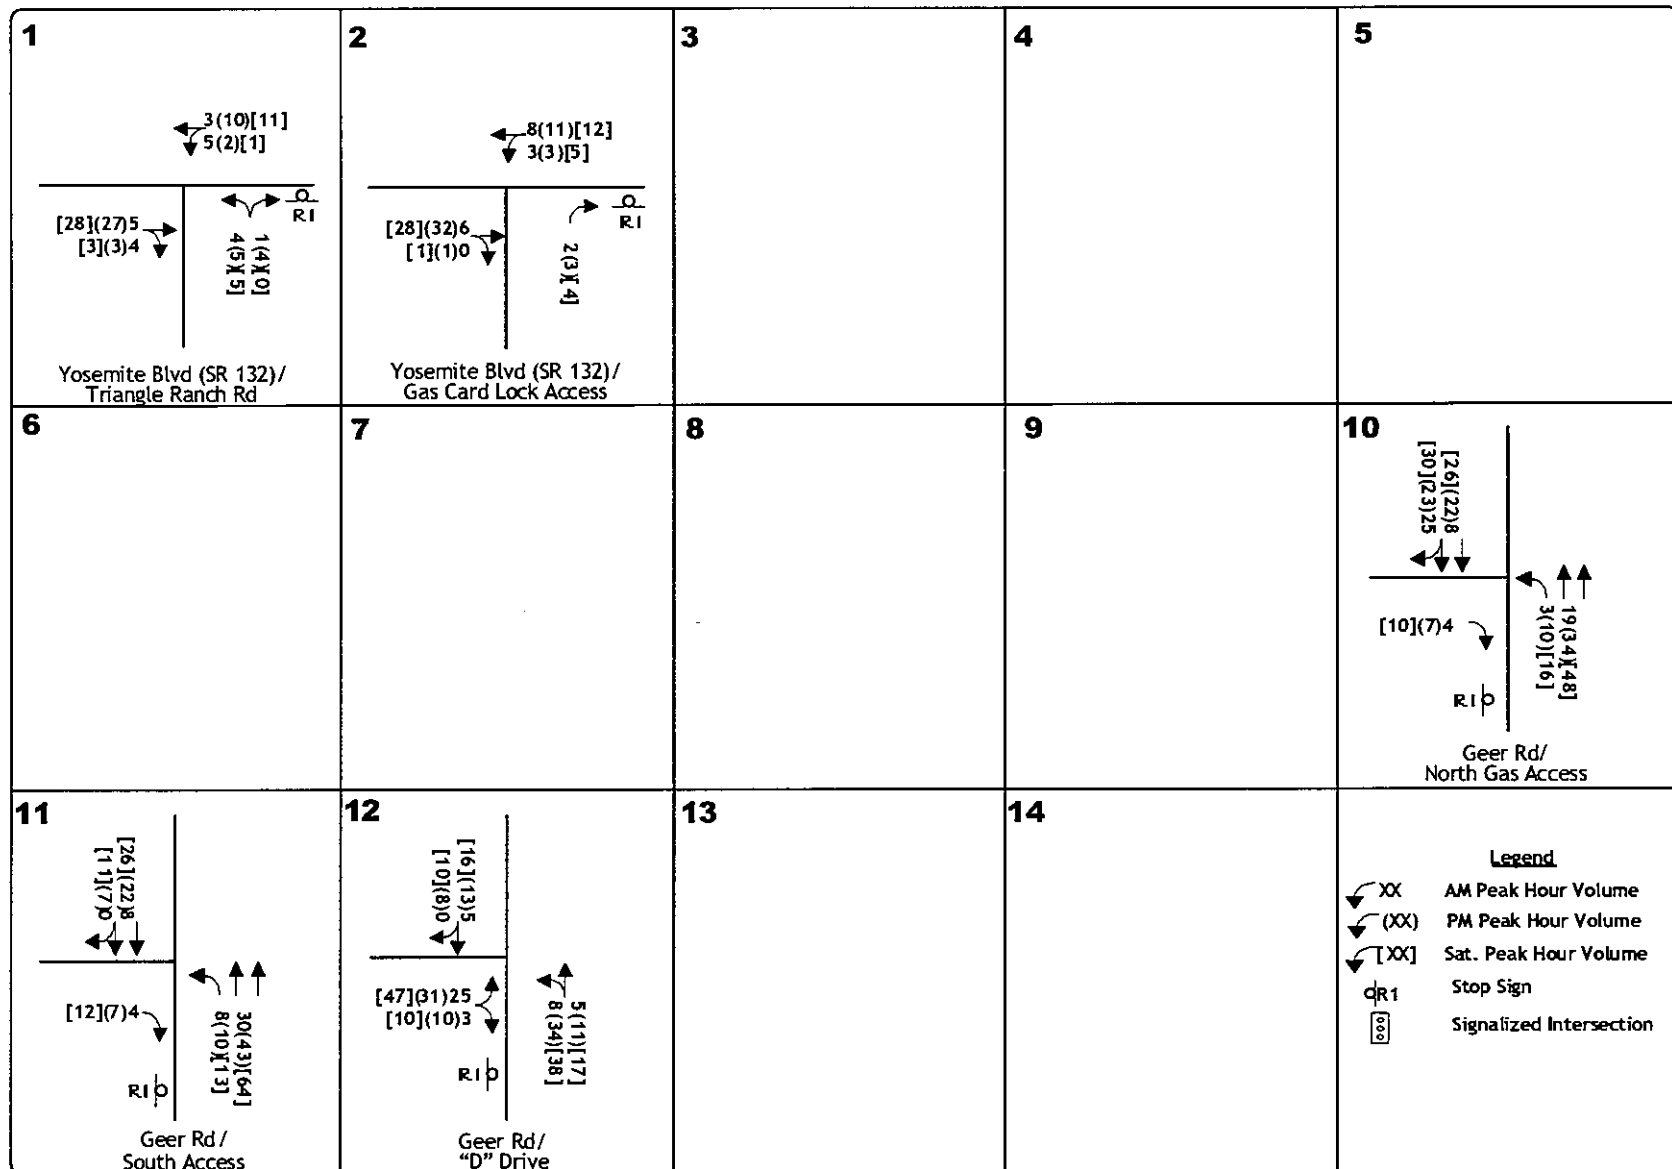 1
3(10)[11]
5(2)[1]
R1
[28](27)5
[3](3)4
1(4)[0]
4(5)[5]
Yosemite Blvd (SR 132)/
Triangle Ranch Rd
2
8(11)[12]
3(3)[5]
R1
[28](32)6
[1](1)0
2(3)[4]
Yosemite Blvd (SR 132)/
Gas Card Lock Access
3
4
5
6
7
8
9
10
[26](22)8
[30](23)25
[10](7)4
19(34)[48]
3(10)[16]
R1
Geer Rd/
North Gas Access
11
[26](22)8
[11](7)0
[12](7)4
30(43)[64]
8(10)[13]
R1
Geer Rd/
South Access
12
[16](13)5
[10](8)0
[47](31)25
[10](10)3
5(11)[17]
8(34)[38]
R1
Geer Rd/
"D" Drive
13
14
Legend
XX AM Peak Hour Volume
(XX) PM Peak Hour Volume
[XX] Sat. Peak Hour Volume
R1 Stop Sign
Signalized Intersection